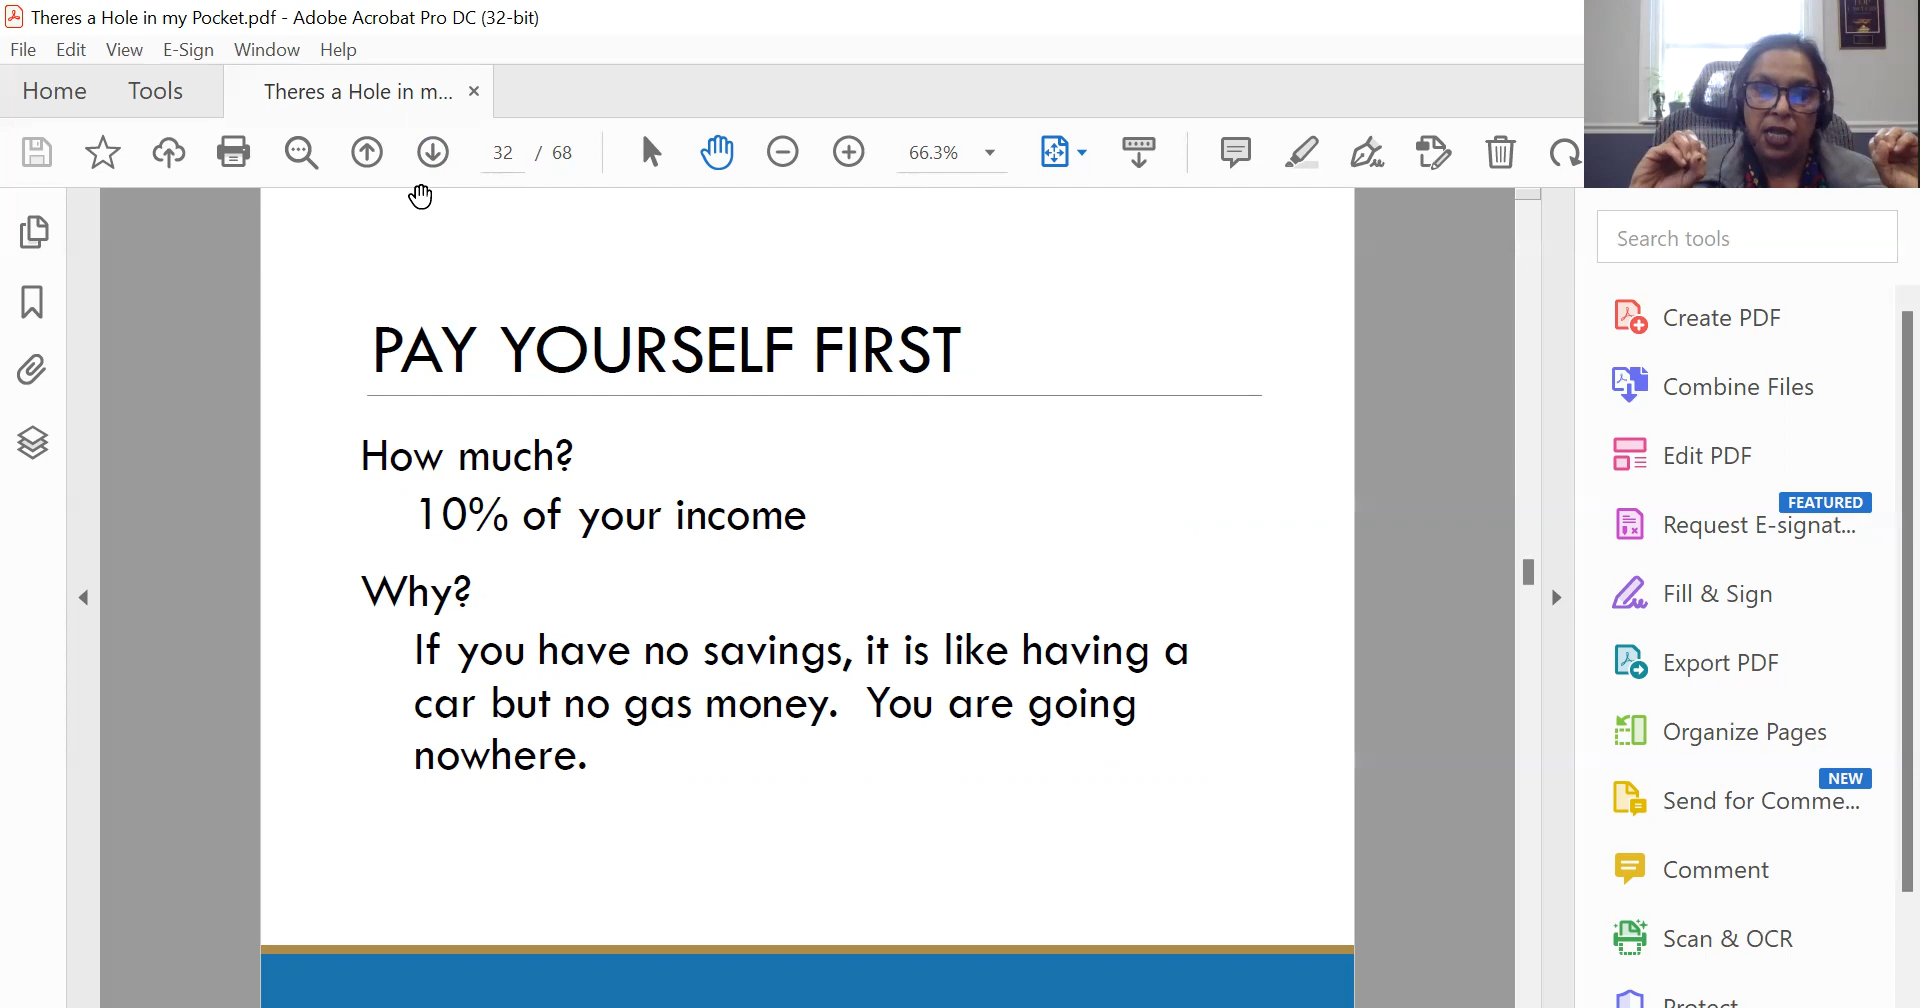 Theres a Hole in my Pocket.pdf - Adobe Acrobat Pro DC (32-bit)
File Edit View E-Sign Window Help
Home Tools Theres a Hole in m... ×
32 / 68 66.3%
Search tools
Create PDF
Combine Files
Edit PDF
FEATURED
Request E-signat...
Fill & Sign
Export PDF
Organize Pages
NEW
Send for Comme...
Comment
Scan & OCR
Protect
PAY YOURSELF FIRST
How much?
10% of your income
Why?
If you have no savings, it is like having a
car but no gas money. You are going
nowhere.